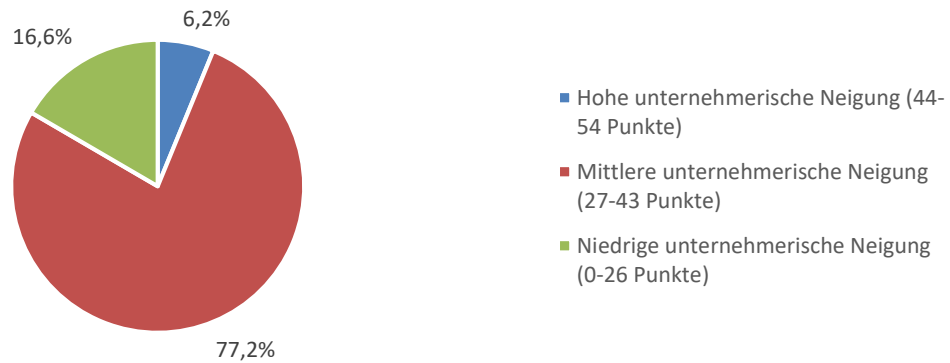 6,2%
16,6%
Hohe unternehmerische Neigung (44-
54 Punkte)
Mittlere unternehmerische Neigung
(27-43 Punkte)
Niedrige unternehmerische Neigung
(0-26 Punkte)
77,2%